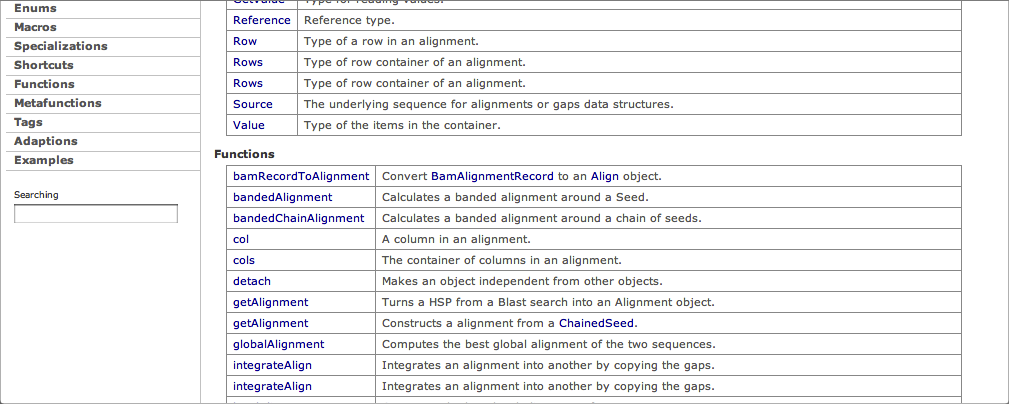 Enums
Macros
Specializations
Shortcuts
Functions
Metafunctions
Tags
Adaptions
Examples
Searching
GetValue Type for reading values.
Reference Reference type.
Row Type of a row in an alignment.
Rows Type of row container of an alignment.
Rows Type of row container of an alignment.
Source The underlying sequence for alignments or gaps data structures.
Value Type of the items in the container.
Functions
bamRecordToAlignment Convert BamAlignmentRecord to an Align object.
bandedAlignment Calculates a banded alignment around a Seed.
bandedChainAlignment Calculates a banded alignment around a chain of seeds.
col A column in an alignment.
cols The container of columns in an alignment.
detach Makes an object independent from other objects.
getAlignment Turns a HSP from a Blast search into an Alignment object.
getAlignment Constructs a alignment from a ChainedSeed.
globalAlignment Computes the best global alignment of the two sequences.
integrateAlign Integrates an alignment into another by copying the gaps.
integrateAlign Integrates an alignment into another by copying the gaps.